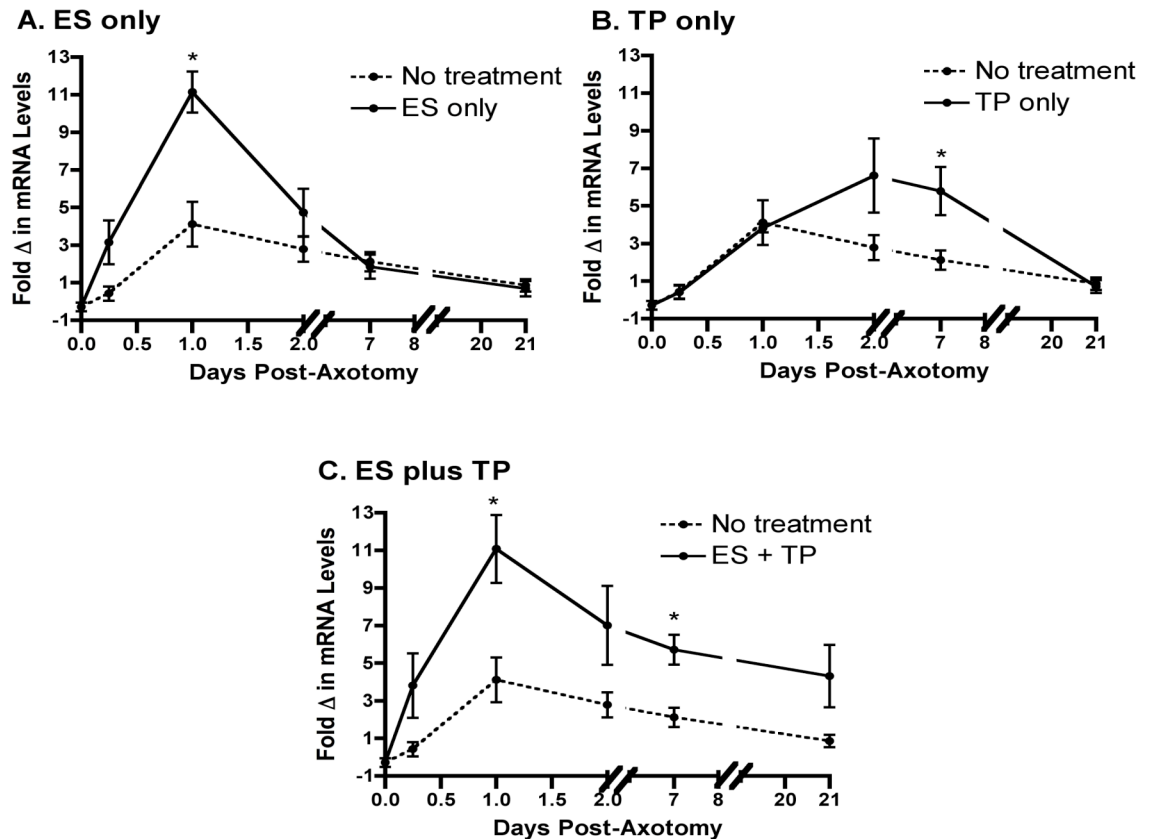 A. ES only
*
No treatment
ES only
Fold Δ in mRNA Levels
13
11
9
7
5
3
1
-1
0.0 0.5 1.0 1.5 2.0 7 8 20 21
Days Post-Axotomy
B. TP only
No treatment
TP only
*
Fold Δ in mRNA Levels
13
11
9
7
5
3
1
-1
0.0 0.5 1.0 1.5 2.0 7 8 20 21
Days Post-Axotomy
C. ES plus TP
*
No treatment
ES + TP
*
Fold Δ in mRNA Levels
13
11
9
7
5
3
1
-1
0.0 0.5 1.0 1.5 2.0 7 8 20 21
Days Post-Axotomy